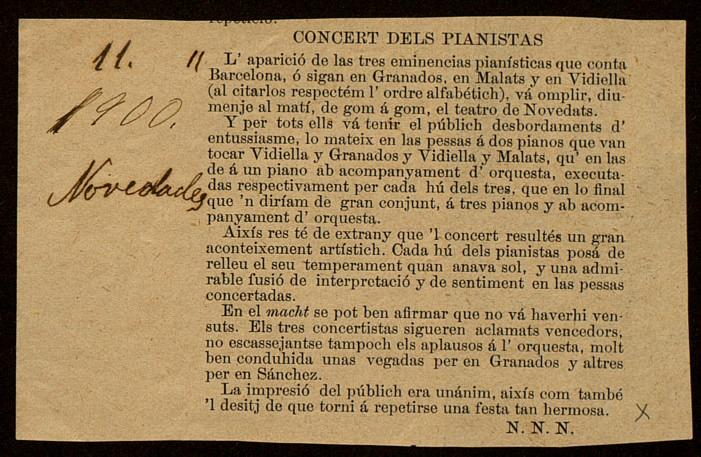 CONCERT DELS PIANISTAS
11. 11
1900.
Novedades
L' aparició de las tres eminencias pianísticas que conta
Barcelona, ó sigan en Granados, en Malats y en Vidiella
(al citarlos respectém l' ordre alfabétich), vá omplir, diu-
menje al matí, de gom á gom, el teatro de Novedats.
Y per tots ells vá tenir el públich desbordaments d'
entussiasme, lo mateix en las pessas á dos pianos que van
tocar Vidiella y Granados y Vidiella y Malats, qu' en las
de á un piano ab acompanyament d' orquesta, executa-
das respectivament per cada hú dels tres, que en lo final
que 'n diríam de gran conjunt, á tres pianos y ab acom-
panyament d' orquesta.
Aixís res té de extrany que 'l concert resultés un gran
aconteixement artístich. Cada hú dels pianistas posá de
relleu el seu temperament quan anava sol, y una admi-
rable fusió de interpretació y de sentiment en las pessas
concertadas.
En el macht se pot ben afirmar que no vá haverhi ven-
suts. Els tres concertistas sigueren aclamats vencedors,
no escassejantse tampoch els aplausos á l' orquesta, molt
ben conduhida unas vegadas per en Granados y altres
per en Sánchez.
La impresió del públich era unánim, aixís com també
'l desitj de que torni á repetirse una festa tan hermosa.
X
N. N. N.